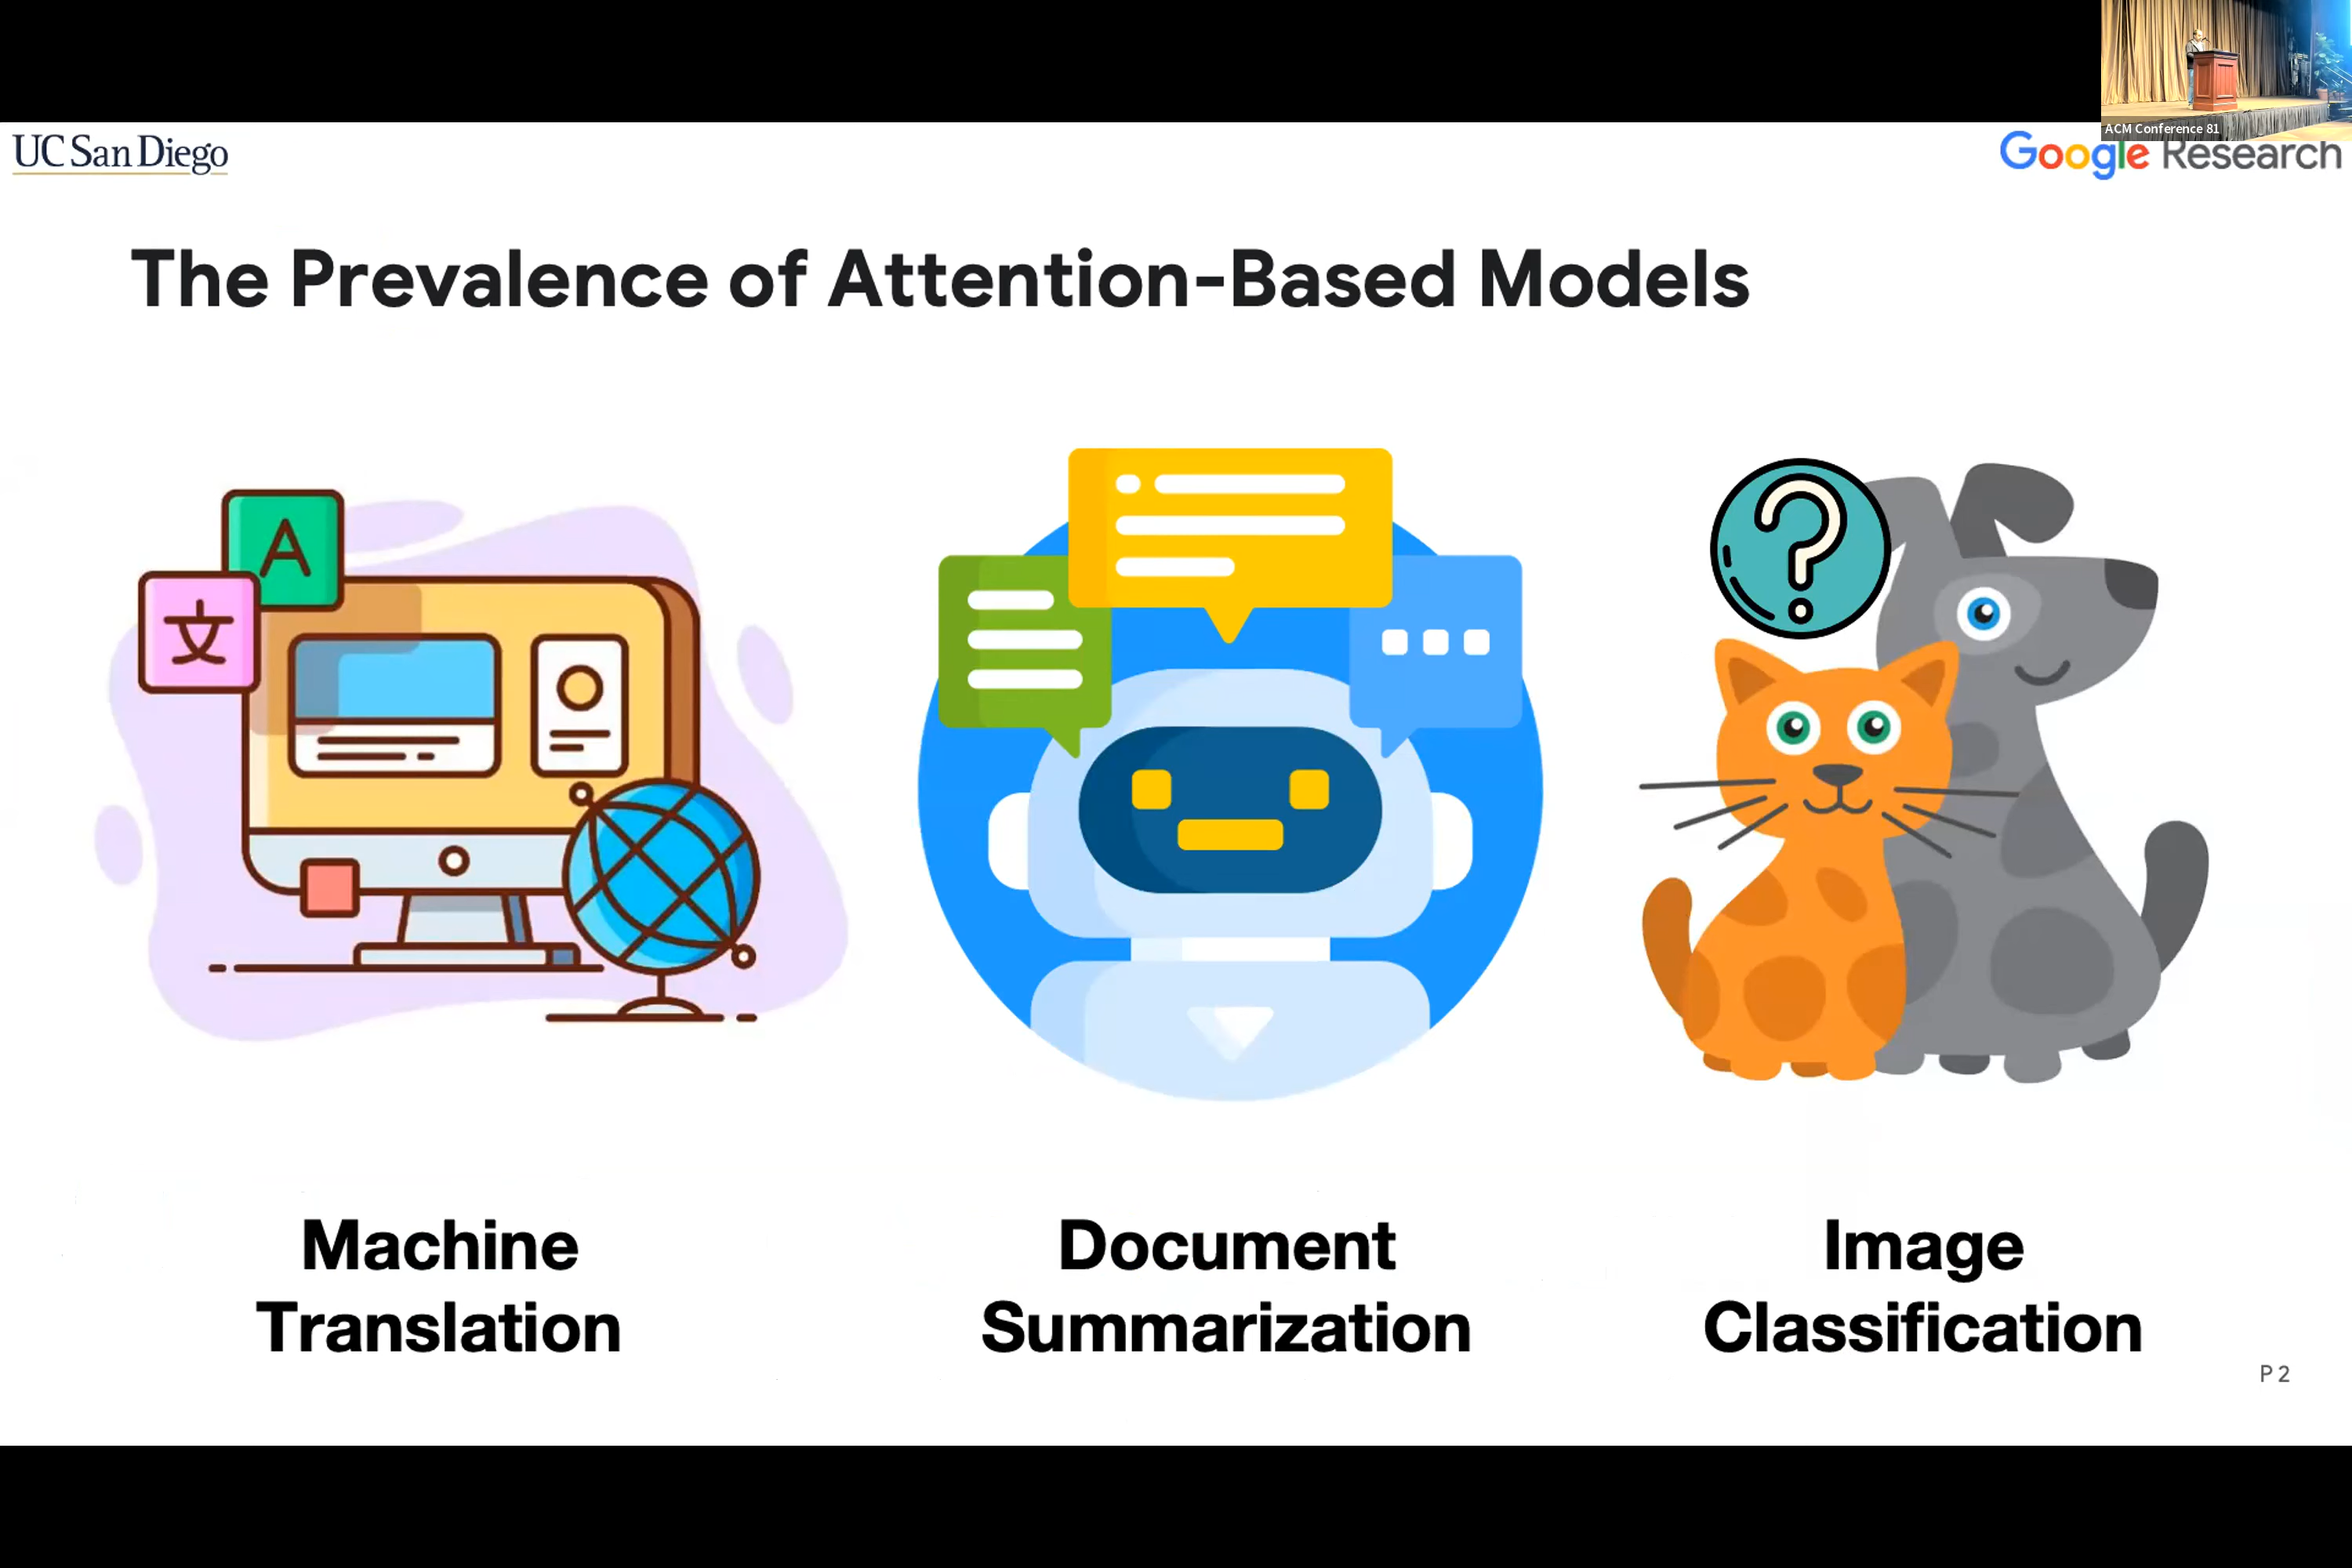 ACM Conference 81
UC San Diego
Google Research
The Prevalence of Attention-Based Models
A
文
?
Machine
Translation
Document
Summarization
Image
Classification
P 2